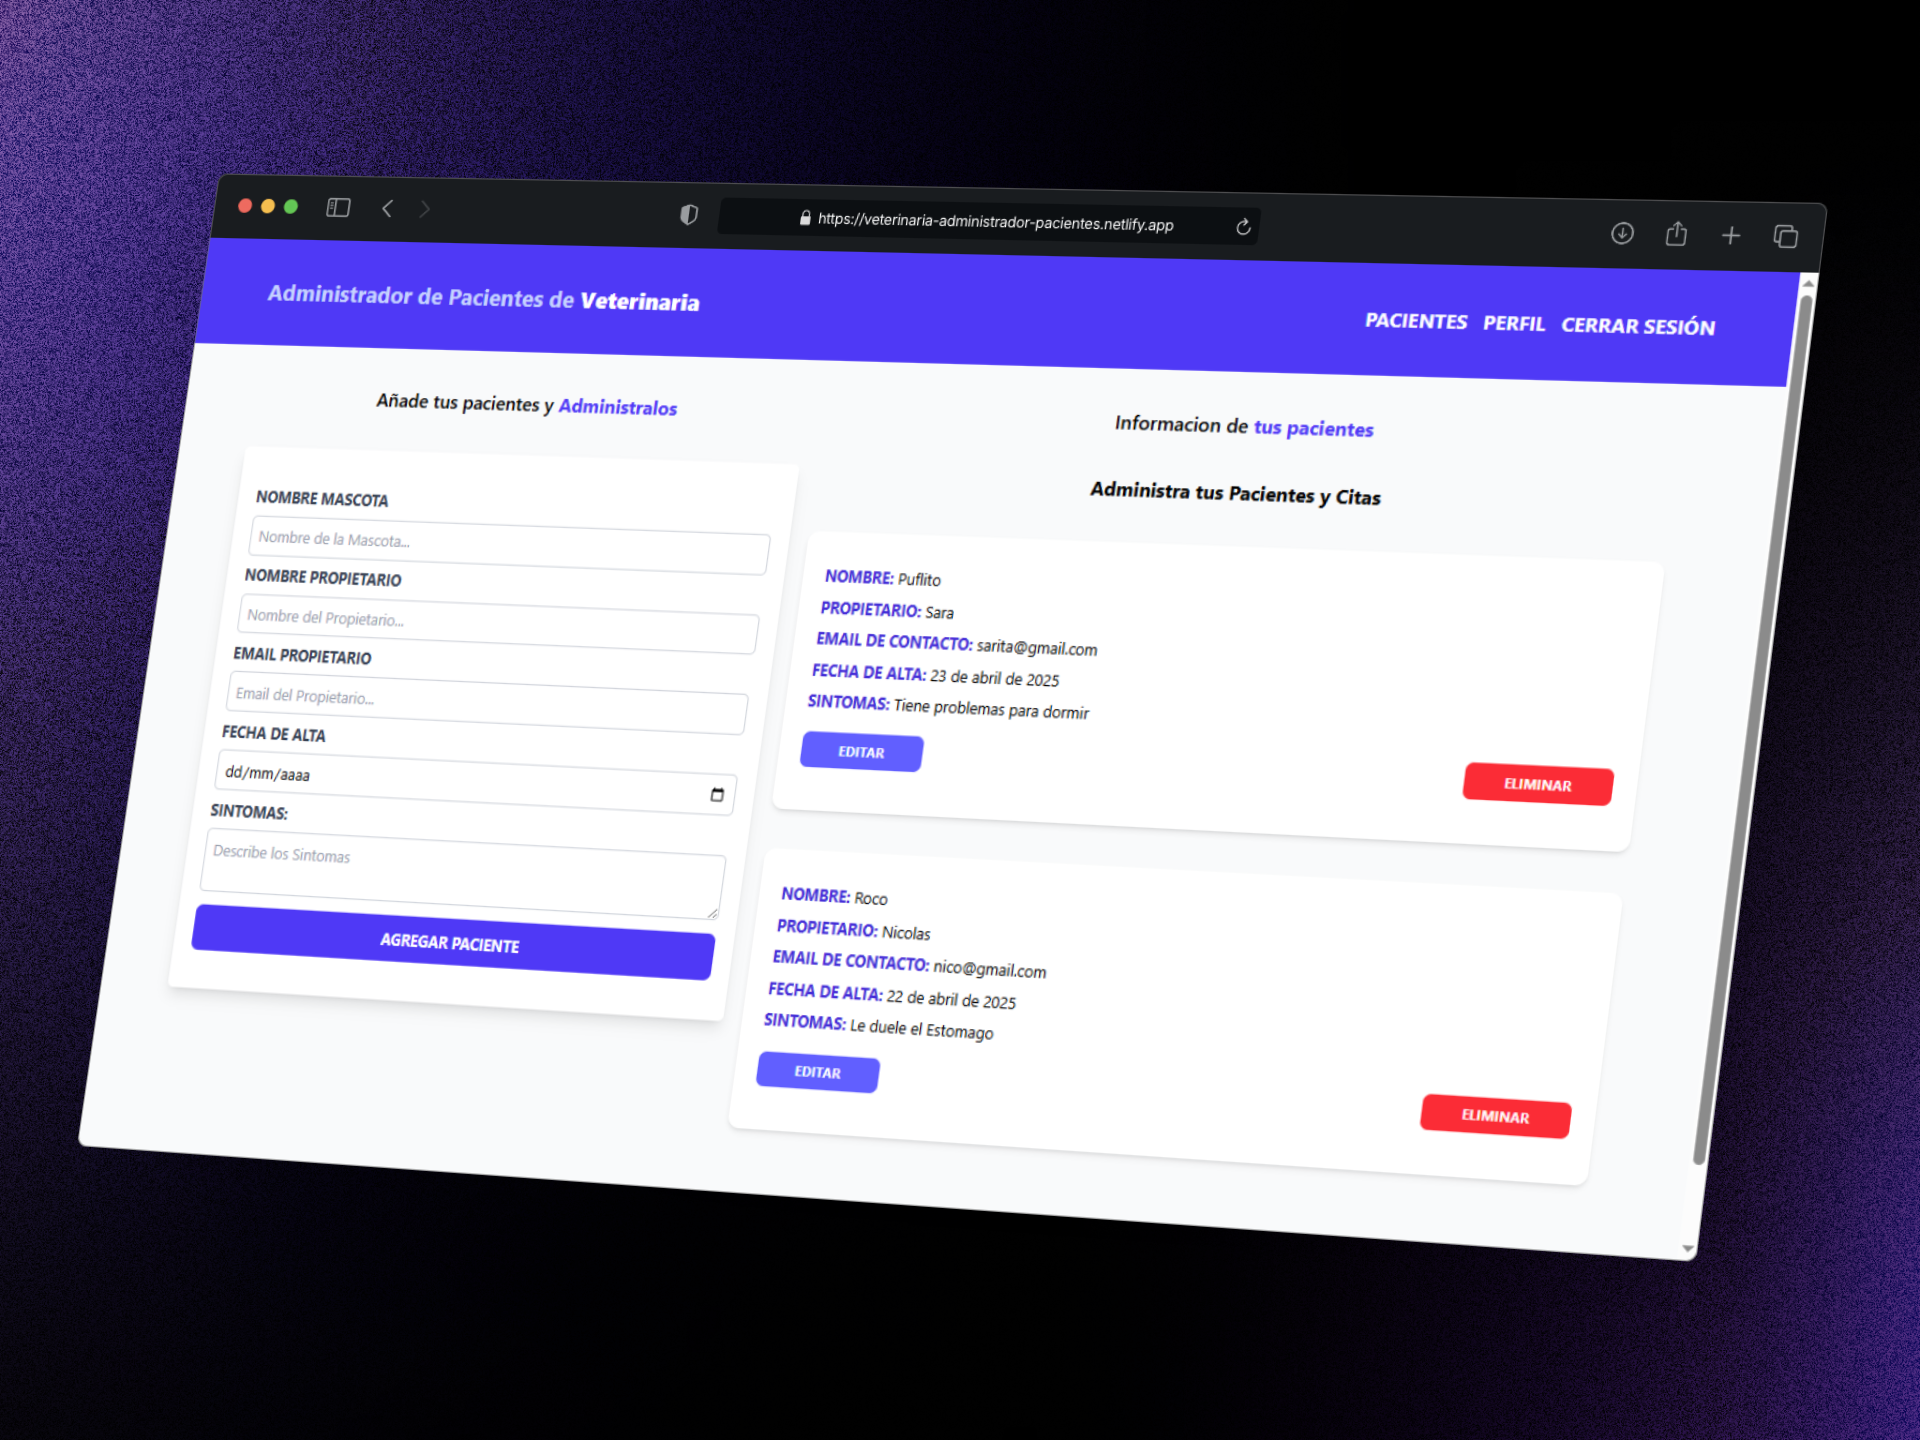 https://veterinaria-administrador-pacientes.netlify.app
Administrador de Pacientes de Veterinaria
PACIENTES PERFIL CERRAR SESIÓN
Añade tus pacientes y Administralos
NOMBRE MASCOTA
Nombre de la Mascota...
NOMBRE PROPIETARIO
Nombre del Propietario...
EMAIL PROPIETARIO
Email del Propietario...
FECHA DE ALTA
dd/mm/aaaa
SINTOMAS:
Describe los Sintomas
AGREGAR PACIENTE
Informacion de tus pacientes
Administra tus Pacientes y Citas
NOMBRE: Puflito
PROPIETARIO: Sara
EMAIL DE CONTACTO: sarita@gmail.com
FECHA DE ALTA: 23 de abril de 2025
SINTOMAS: Tiene problemas para dormir
EDITAR
ELIMINAR
NOMBRE: Roco
PROPIETARIO: Nicolas
EMAIL DE CONTACTO: nico@gmail.com
FECHA DE ALTA: 22 de abril de 2025
SINTOMAS: Le duele el Estomago
EDITAR
ELIMINAR